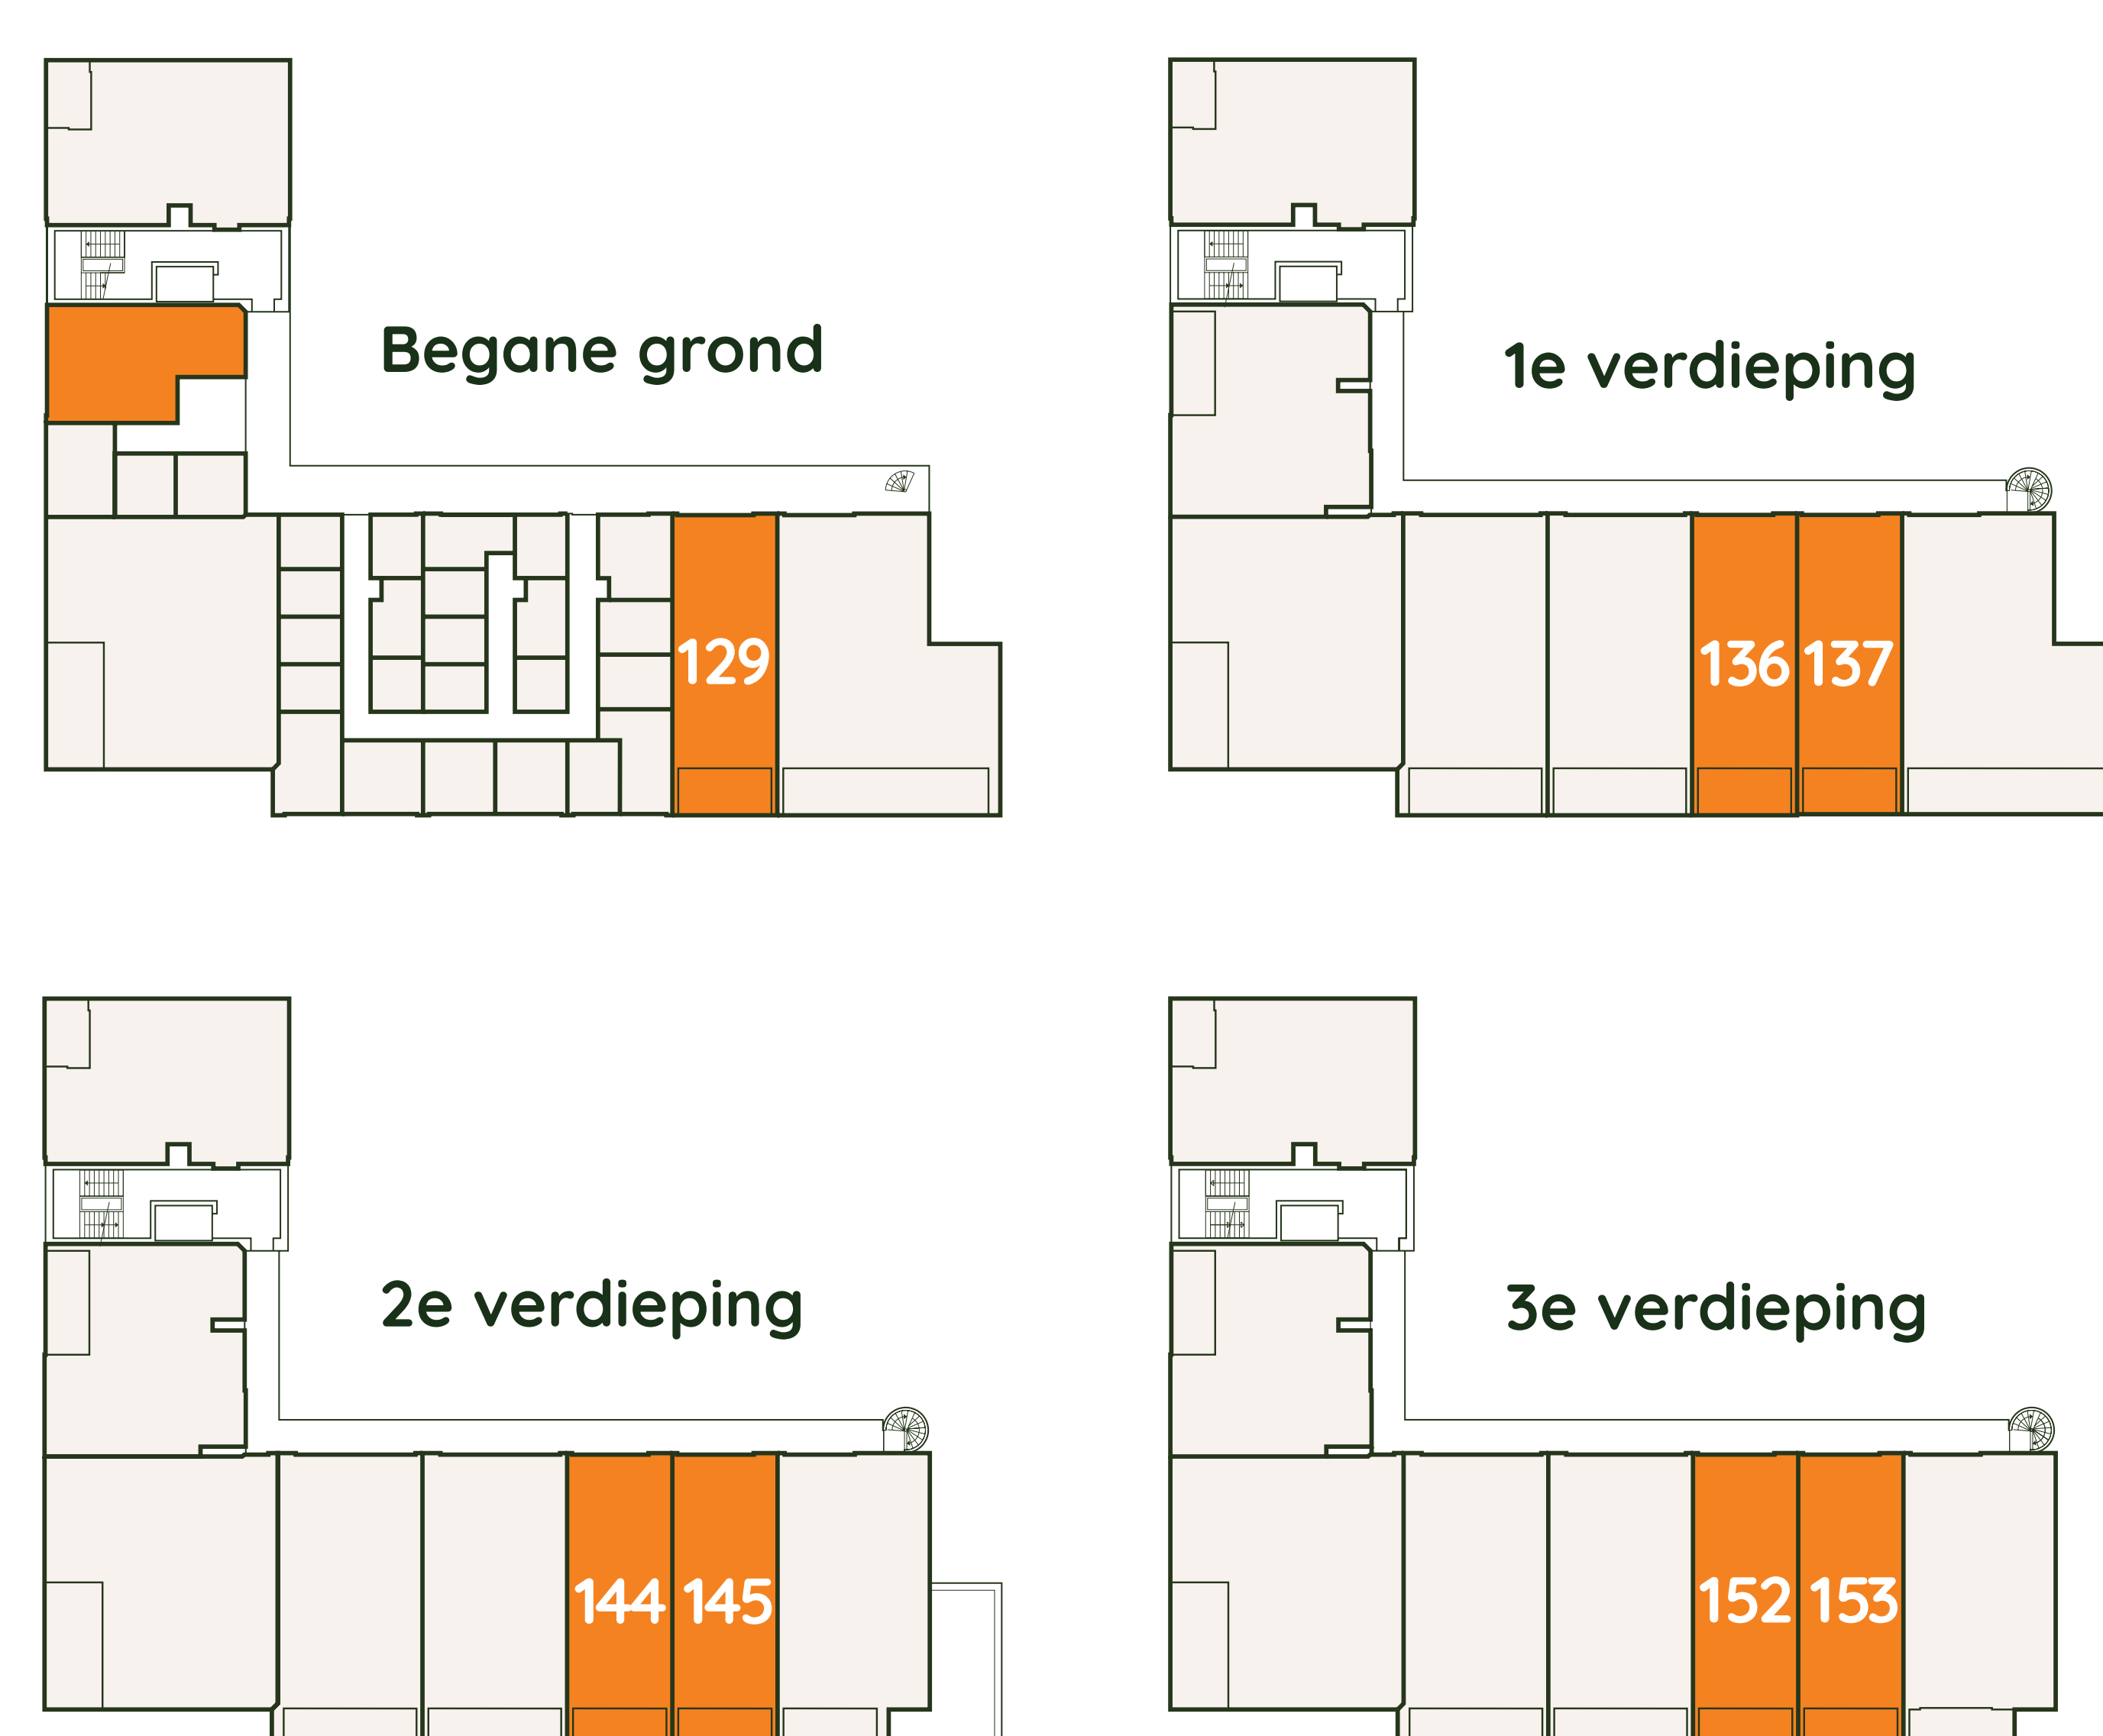 Begane grond
129
1e verdieping
136 137
2e verdieping
144 145
3e verdieping
152 153